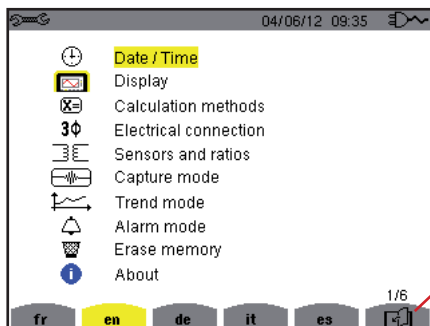 04/06/12 09:35
Date / Time
Display
X= Calculation methods
3ϕ Electrical connection
Sensors and ratios
Capture mode
Trend mode
Alarm mode
Erase memory
i About
1/6
fr en de it es